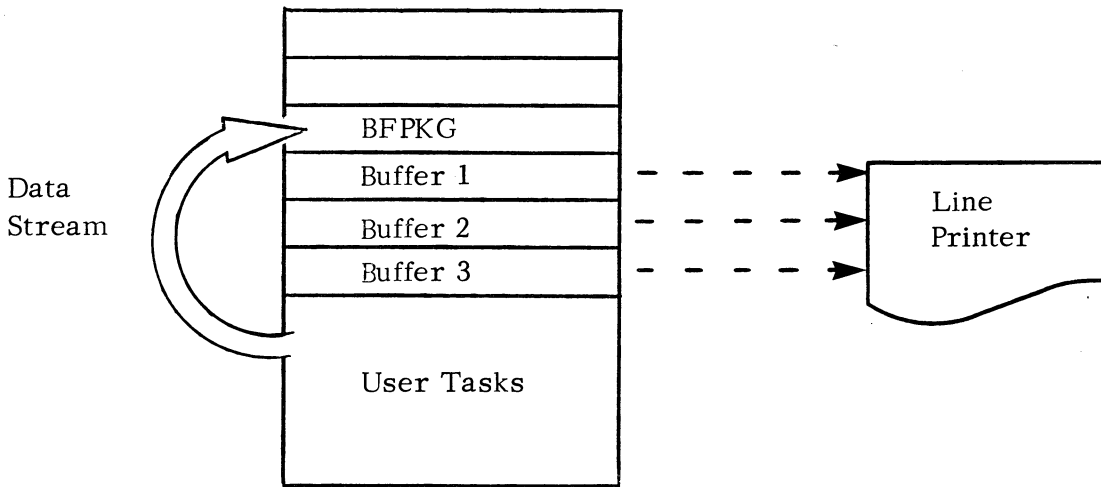 BFPKG
Buffer 1
Buffer 2
Buffer 3
User Tasks
Data
Stream
Line
Printer